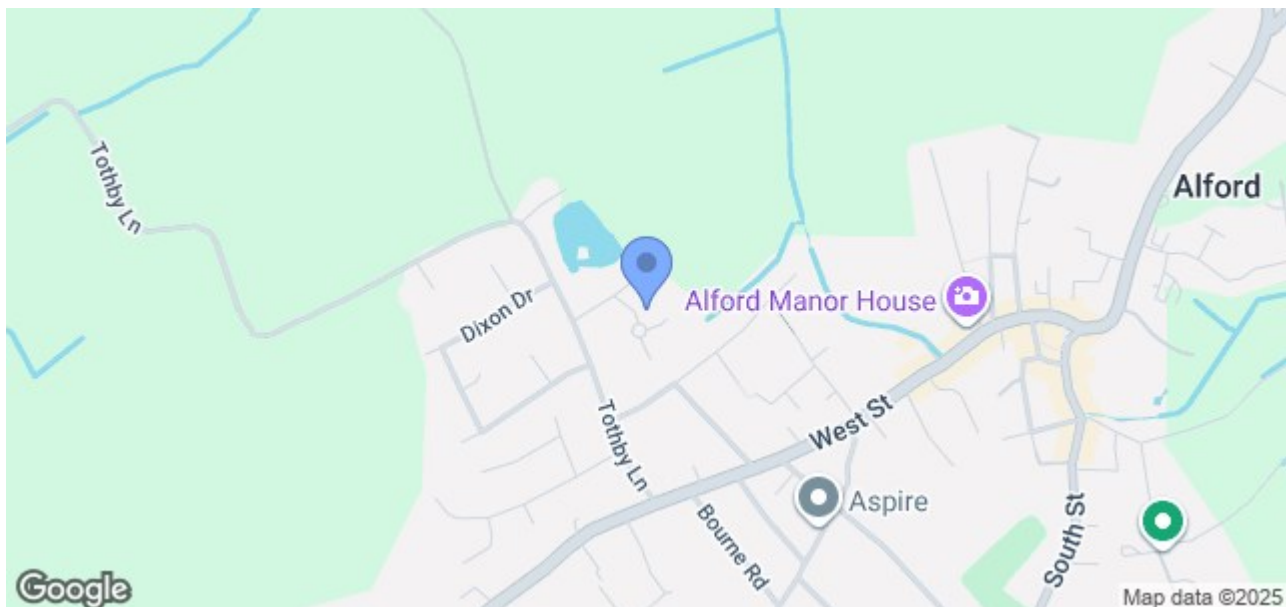 Tothby Ln
Alford
Alford Manor House
Dixon Dr
West St
Tothby Ln
Aspire
Bourne Rd
South St
Google
Map data ©2025